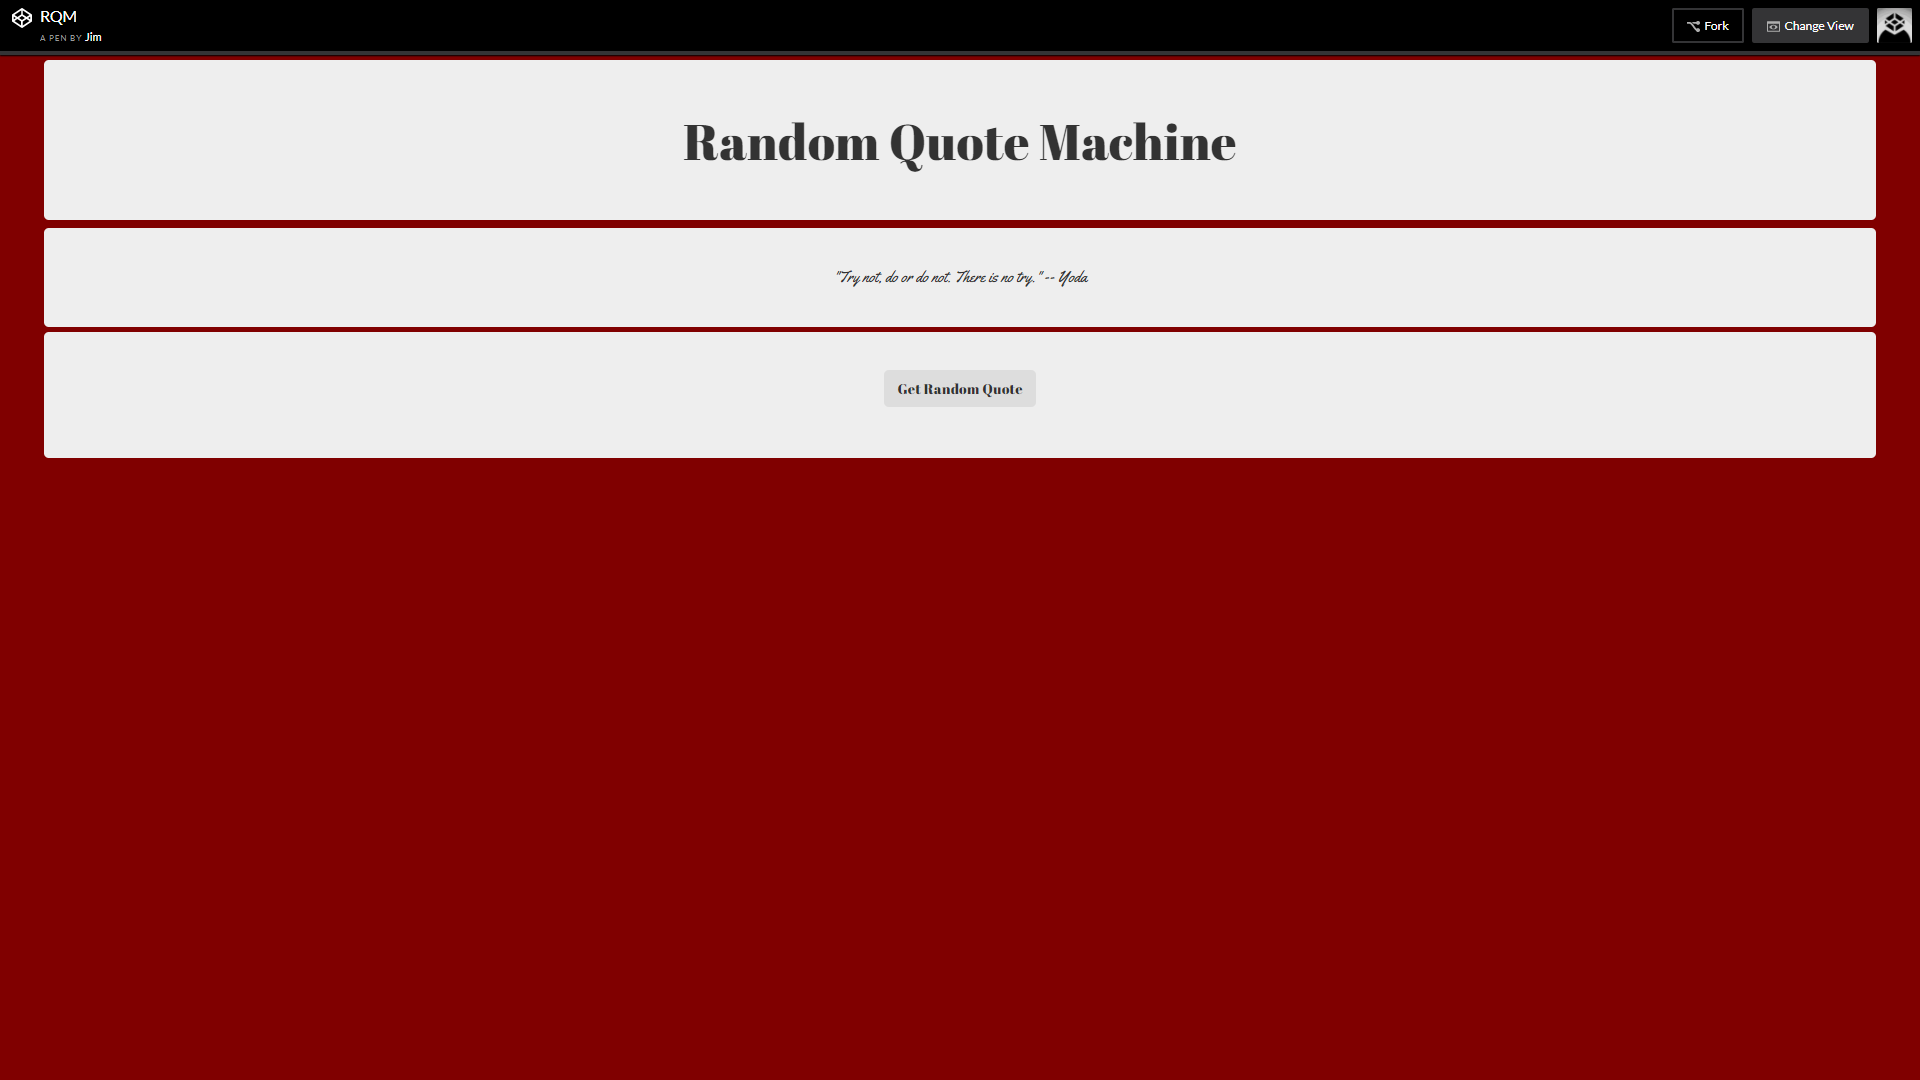 RQM
A PEN BY Jim
Fork
Change View
Random Quote Machine
"Try not, do or do not. There is no try." -- Yoda
Get Random Quote